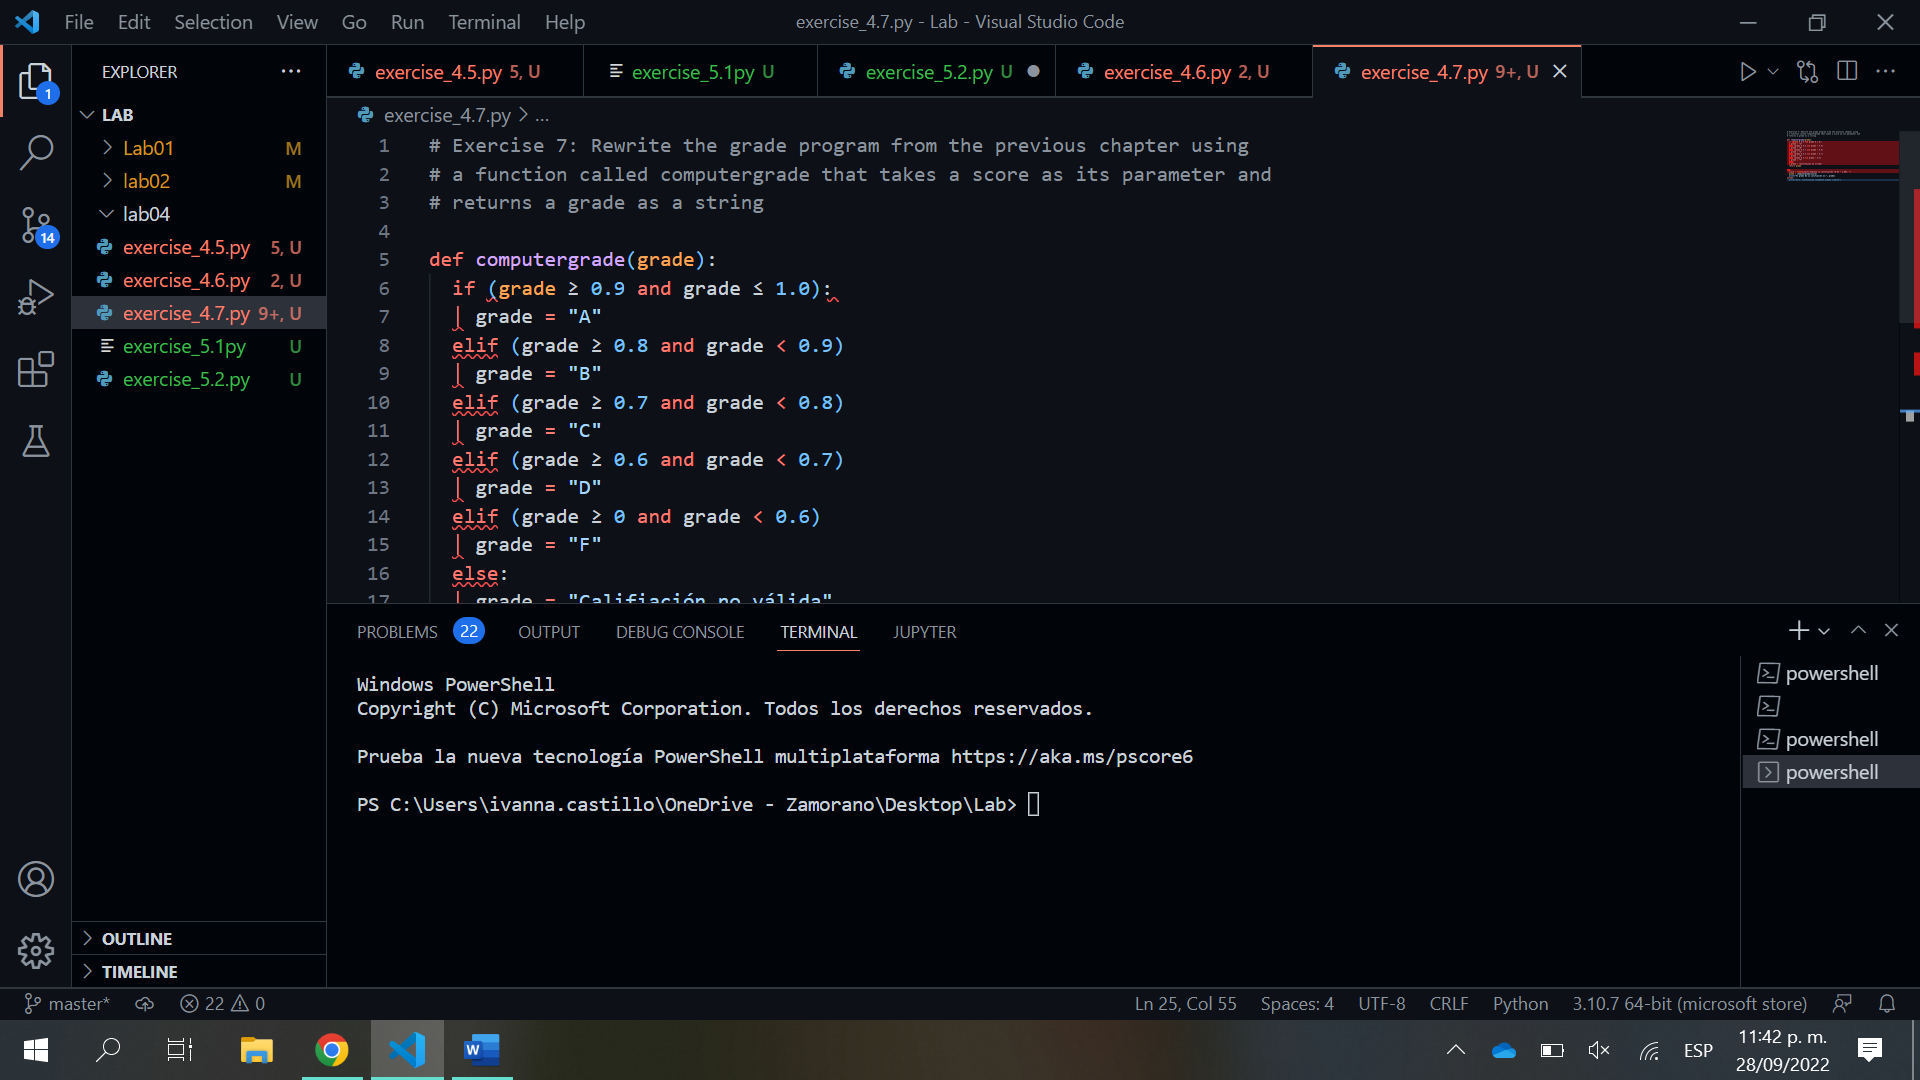 File Edit Selection View Go Run Terminal Help
exercise_4.7.py - Lab - Visual Studio Code
EXPLORER
exercise_4.5.py 5, U
exercise_5.1py U
exercise_5.2.py U
exercise_4.6.py 2, U
exercise_4.7.py 9+, U
1
14
LAB
Lab01 M
lab02 M
lab04
exercise_4.5.py 5, U
exercise_4.6.py 2, U
exercise_4.7.py 9+, U
exercise_5.1py U
exercise_5.2.py U
OUTLINE
TIMELINE
exercise_4.7.py > ...
1 # Exercise 7: Rewrite the grade program from the previous chapter using
2 # a function called computergrade that takes a score as its parameter and
3 # returns a grade as a string
4
5 def computergrade(grade):
6 if (grade ≥ 0.9 and grade ≤ 1.0):
7 grade = "A"
8 elif (grade ≥ 0.8 and grade < 0.9)
9 grade = "B"
10 elif (grade ≥ 0.7 and grade < 0.8)
11 grade = "C"
12 elif (grade ≥ 0.6 and grade < 0.7)
13 grade = "D"
14 elif (grade ≥ 0 and grade < 0.6)
15 grade = "F"
16 else:
17 grade = "Califiación no válida"
PROBLEMS 22 OUTPUT DEBUG CONSOLE TERMINAL JUPYTER
Windows PowerShell
Copyright (C) Microsoft Corporation. Todos los derechos reservados.
Prueba la nueva tecnología PowerShell multiplataforma https://aka.ms/pscore6
PS C:\Users\ivanna.castillo\OneDrive - Zamorano\Desktop\Lab>
powershell
powershell
powershell
master* 22 0
Ln 25, Col 55 Spaces: 4 UTF-8 CRLF Python 3.10.7 64-bit (microsoft store)
W
ESP
11:42 p. m.
28/09/2022